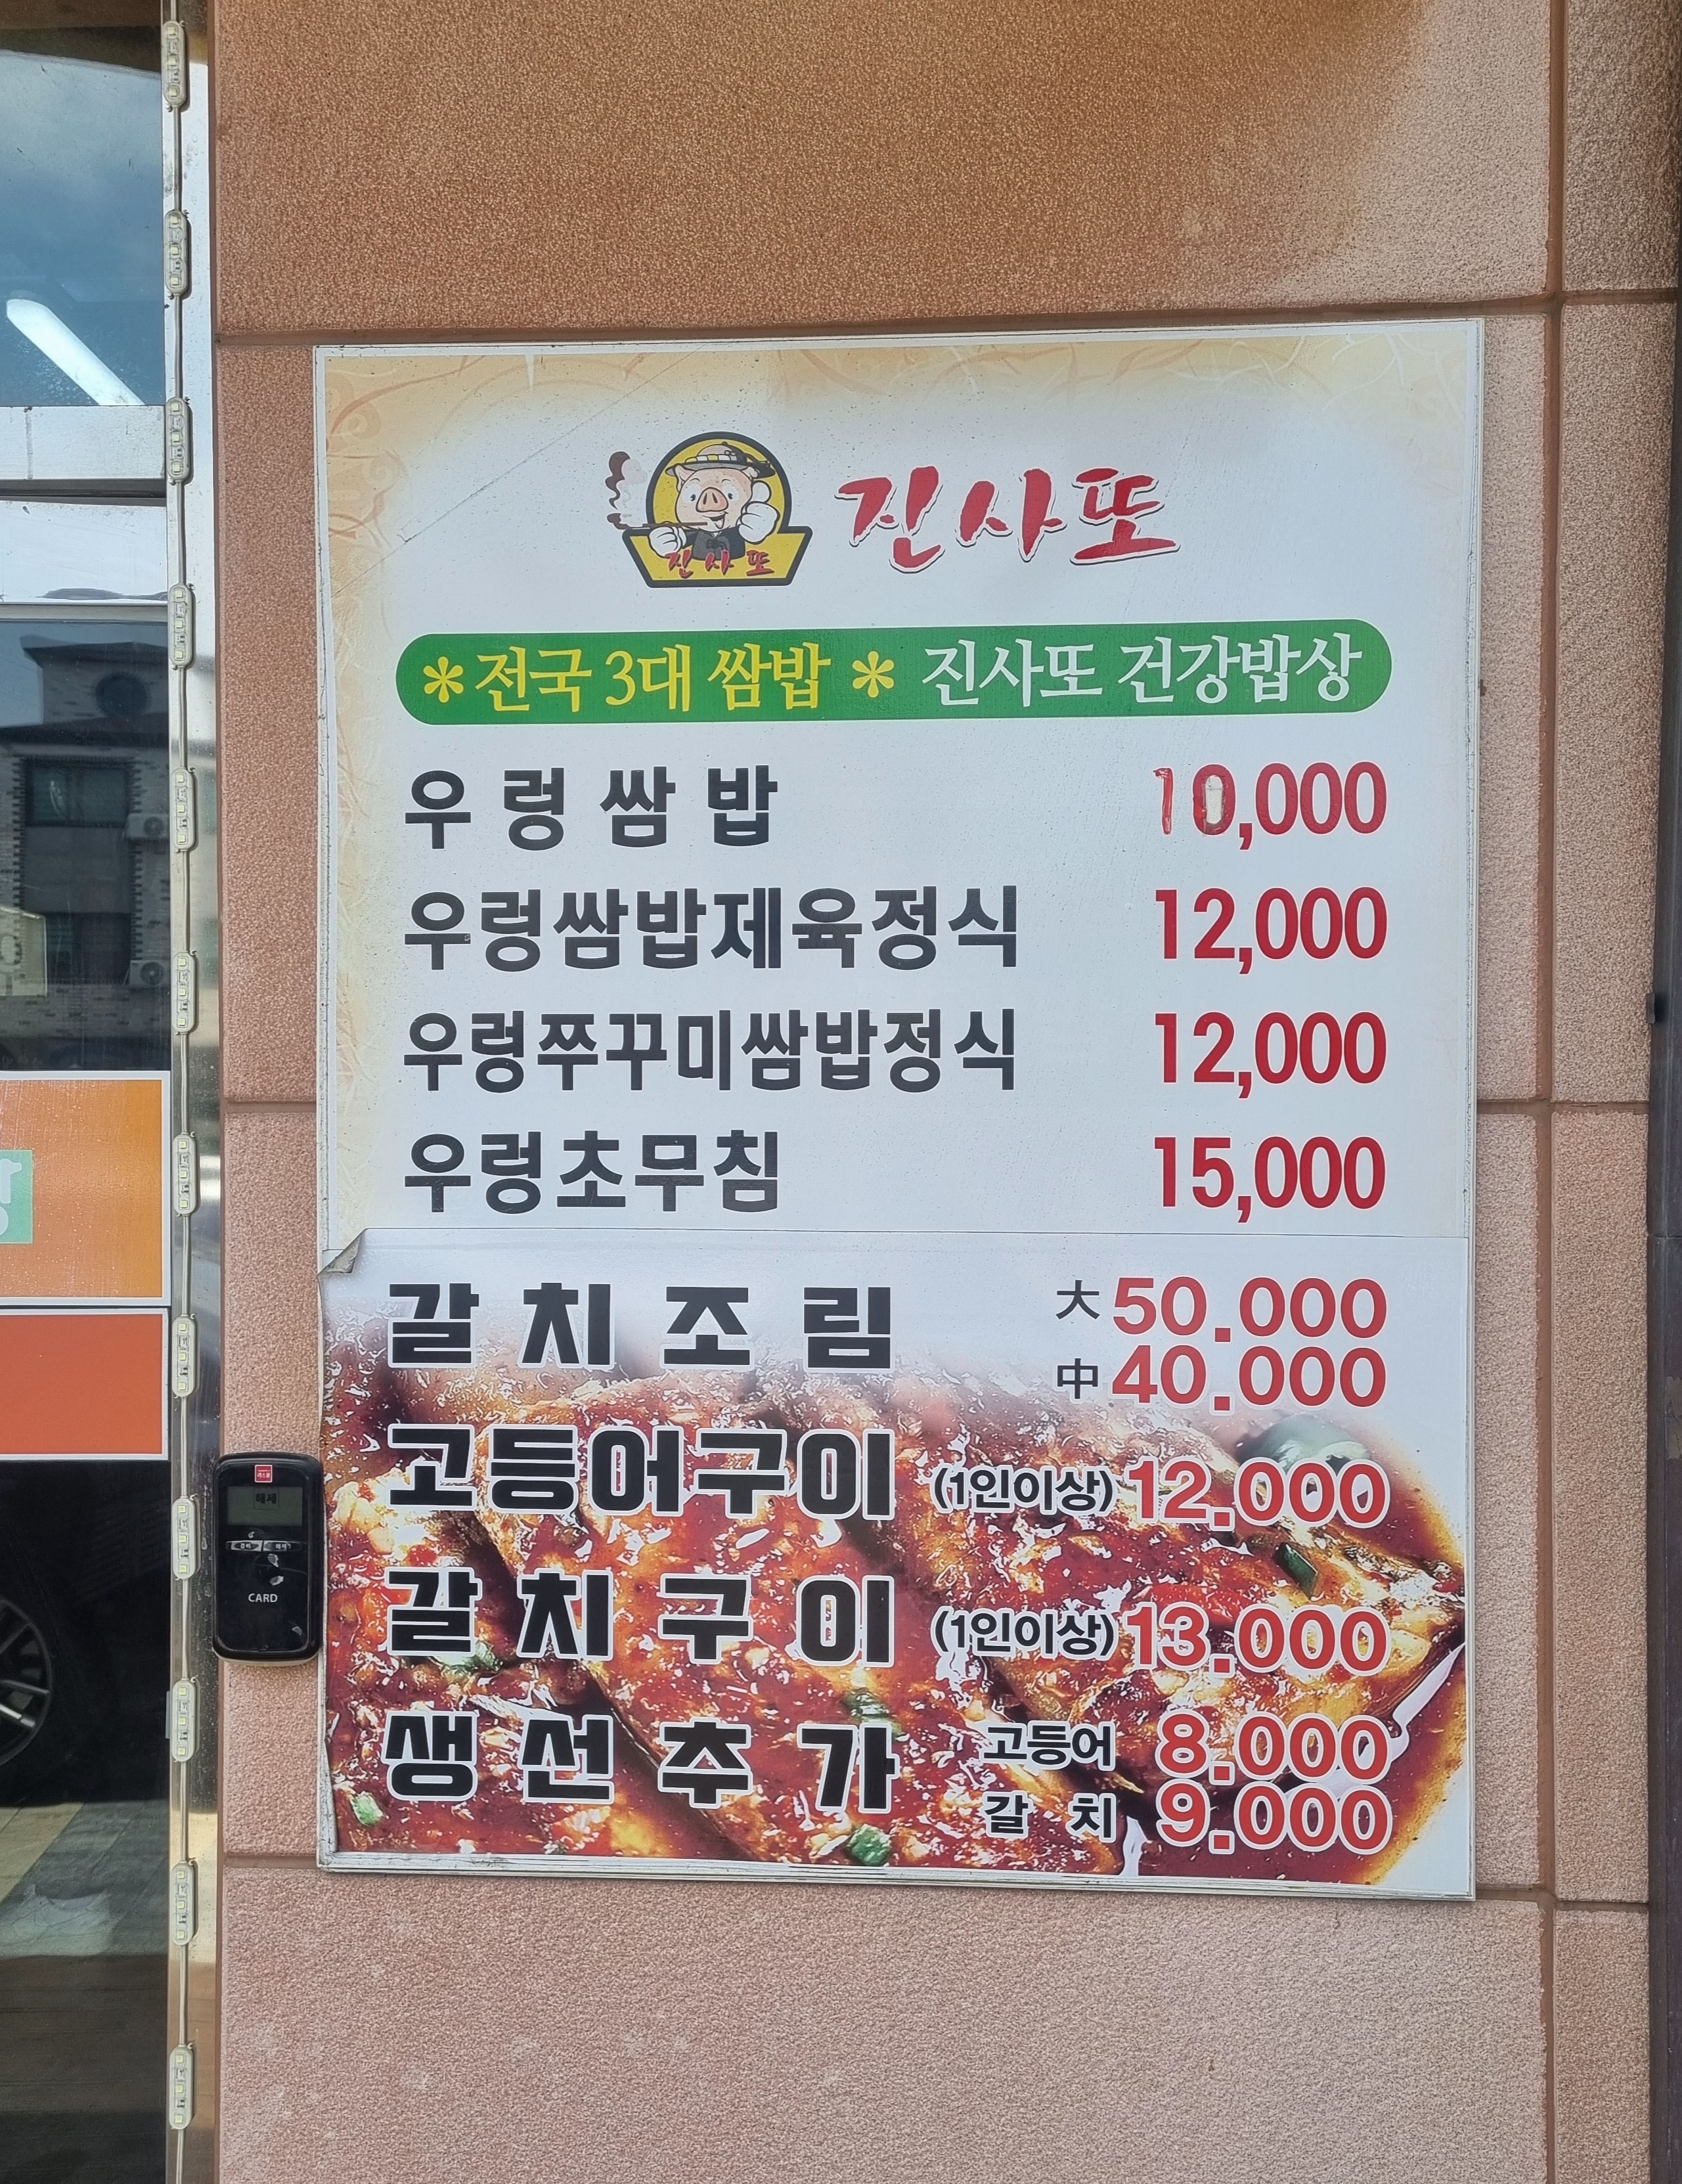 진사또
진사또
*전국 3대 쌈밥 * 진사또 건강밥상
우렁쌈밥 10,000
우렁쌈밥제육정식 12,000
우렁쭈꾸미쌈밥정식 12,000
우렁초무침 15,000
갈치조림 大 50.000
中 40.000
고등어구이 (1인이상) 12.000
갈치구이 (1인이상) 13.000
생선추가 고등어 8.000
갈치 9.000
해제
CARD